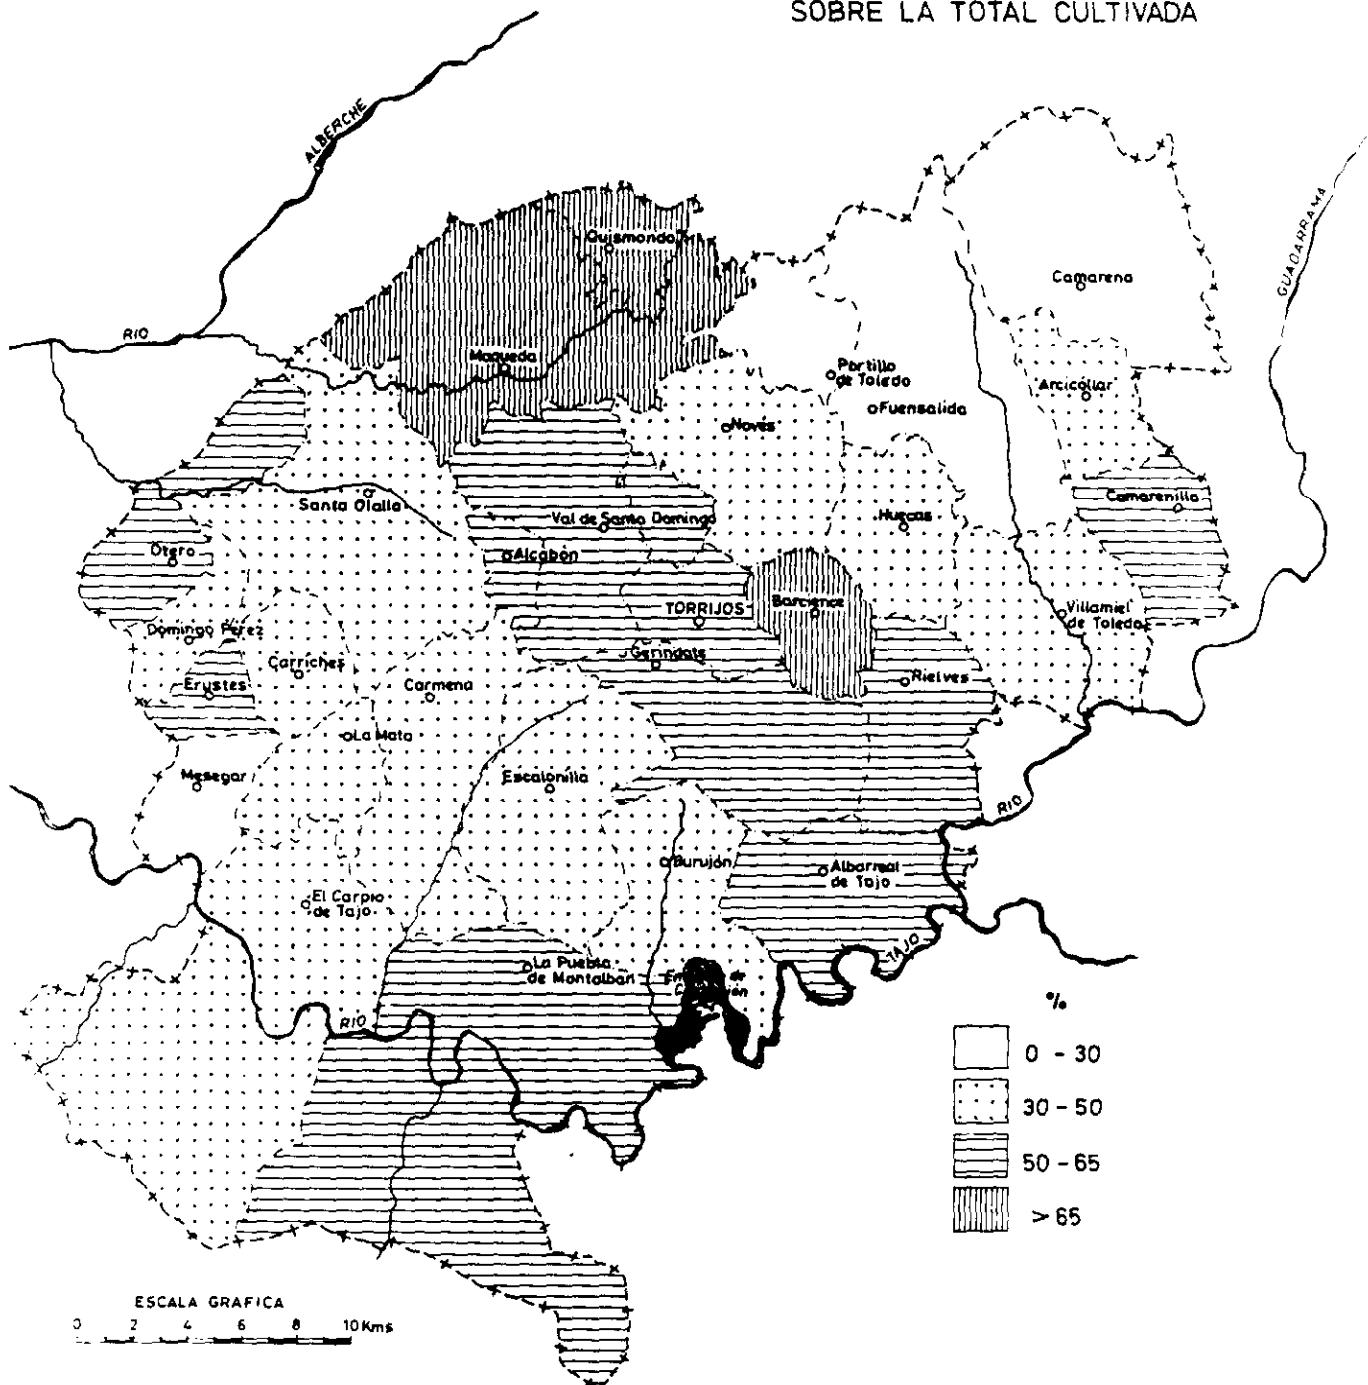 SOBRE LA TOTAL CULTIVADA
ALBERCHE
GUADARRAMA
Quismondo
Camarena
RIO
Maqueda
Portillo
de Toledo
Arcicollar
Fuensalida
Novés
Santa Olalla
Camarenilla
Val de Santo Domingo
Huecas
Otero
Alcabón
TORRIJOS
Barcience
Villamiel
de Toledo
Domingo Perez
Carriches
Gerindote
Erustes
Carmena
Rielves
La Mata
Mesegar
Escalonilla
RIO
Burujón
Albarreal
de Tajo
El Carpio
de Tajo
TAJO
La Puebla
de Montalbán
de
RIO
%
0 - 30
30 - 50
50 - 65
> 65
ESCALA GRAFICA
0 2 4 6 8 10 Kms